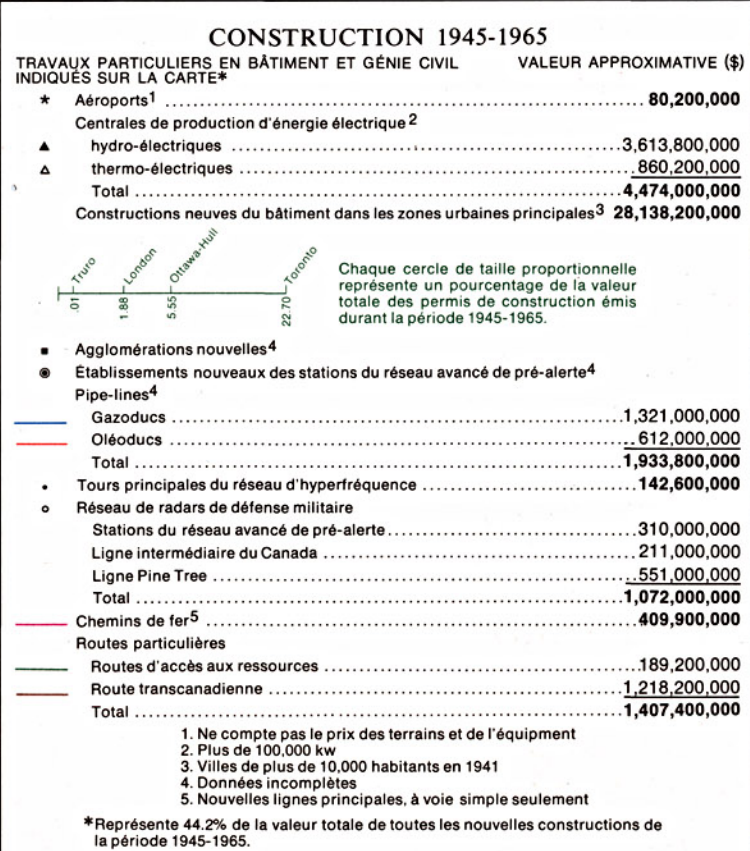 CONSTRUCTION 1945-1965
TRAVAUX PARTICULIERS EN BÂTIMENT ET GÉNIE CIVIL VALEUR APPROXIMATIVE ($)
INDIQUÉS SUR LA CARTE*
★ Aéroports1 ........ 80,200,000
Centrales de production d'énergie électrique2
▲ hydro-électriques ........ 3,613,800,000
△ thermo-électriques ........ 860,200,000
Total ........ 4,474,000,000
Constructions neuves du bâtiment dans les zones urbaines principales3 28,138,200,000
Truro London Ottawa-Hull Toronto
.01 1.88 5.55 22.70
Chaque cercle de taille proportionnelle
représente un pourcentage de la valeur
totale des permis de construction émis
durant la période 1945-1965.
■ Agglomérations nouvelles4
◉ Établissements nouveaux des stations du réseau avancé de pré-alerte4
Pipe-lines4
Gazoducs ........ 1,321,000,000
Oléoducs ........ 612,000,000
Total ........ 1,933,800,000
• Tours principales du réseau d'hyperfréquence ........ 142,600,000
○ Réseau de radars de défense militaire
Stations du réseau avancé de pré-alerte ........ 310,000,000
Ligne intermédiaire du Canada ........ 211,000,000
Ligne Pine Tree ........ 551,000,000
Total ........ 1,072,000,000
Chemins de fer5 ........ 409,900,000
Routes particulières
Routes d'accès aux ressources ........ 189,200,000
Route transcanadienne ........ 1,218,200,000
Total ........ 1,407,400,000
1. Ne compte pas le prix des terrains et de l'équipment
2. Plus de 100,000 kw
3. Villes de plus de 10,000 habitants en 1941
4. Données incomplètes
5. Nouvelles lignes principales, à voie simple seulement
*Représente 44.2% de la valeur totale de toutes les nouvelles constructions de
la période 1945-1965.